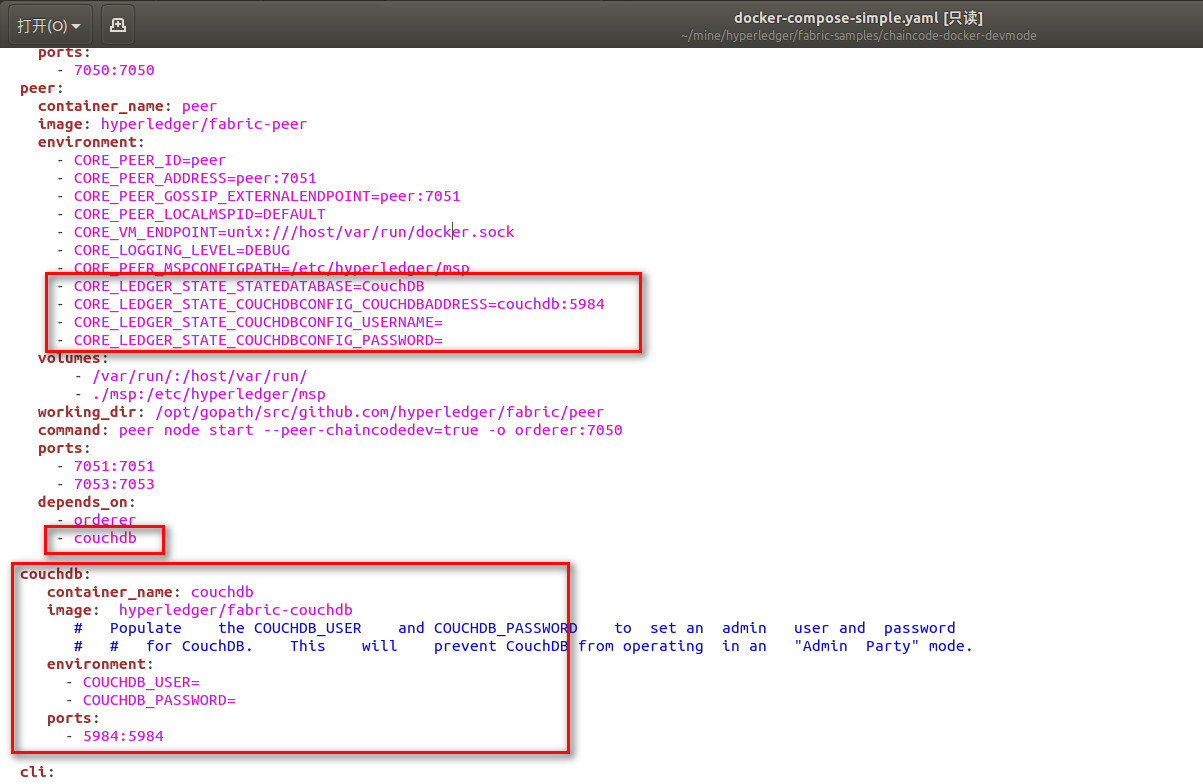 打开(O)
docker-compose-simple.yaml [只读]
~/mine/hyperledger/fabric-samples/chaincode-docker-devmode
ports:
- 7050:7050
peer:
container_name: peer
image: hyperledger/fabric-peer
environment:
- CORE_PEER_ID=peer
- CORE_PEER_ADDRESS=peer:7051
- CORE_PEER_GOSSIP_EXTERNALENDPOINT=peer:7051
- CORE_PEER_LOCALMSPID=DEFAULT
- CORE_VM_ENDPOINT=unix:///host/var/run/docker.sock
- CORE_LOGGING_LEVEL=DEBUG
- CORE_PEER_MSPCONFIGPATH=/etc/hyperledger/msp
- CORE_LEDGER_STATE_STATEDATABASE=CouchDB
- CORE_LEDGER_STATE_COUCHDBCONFIG_COUCHDBADDRESS=couchdb:5984
- CORE_LEDGER_STATE_COUCHDBCONFIG_USERNAME=
- CORE_LEDGER_STATE_COUCHDBCONFIG_PASSWORD=
volumes:
- /var/run/:/host/var/run/
- ./msp:/etc/hyperledger/msp
working_dir: /opt/gopath/src/github.com/hyperledger/fabric/peer
command: peer node start --peer-chaincodedev=true -o orderer:7050
ports:
- 7051:7051
- 7053:7053
depends_on:
- orderer
- couchdb
couchdb:
container_name: couchdb
image: hyperledger/fabric-couchdb
# Populate the COUCHDB_USER and COUCHDB_PASSWORD to set an admin user and password
# # for CouchDB. This will prevent CouchDB from operating in an "Admin Party" mode.
environment:
- COUCHDB_USER=
- COUCHDB_PASSWORD=
ports:
- 5984:5984
cli: